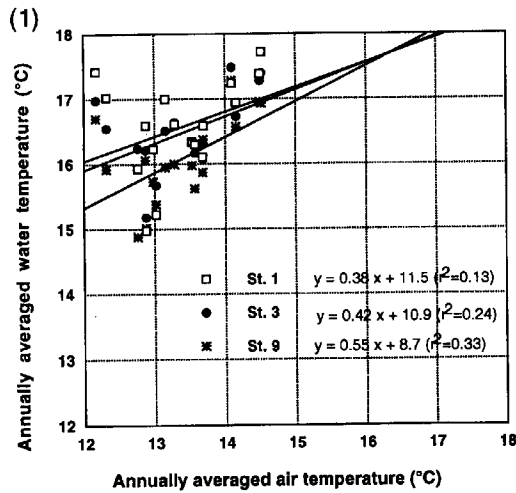 (1)
18
17
16
15
14
13
12
Annually averaged water temperature (°C)
St. 1 y = 0.38 x + 11.5 (r²=0.13)
St. 3 y = 0.42 x + 10.9 (r²=0.24)
St. 9 y = 0.55 x + 8.7 (r²=0.33)
12 13 14 15 16 17 18
Annually averaged air temperature (°C)